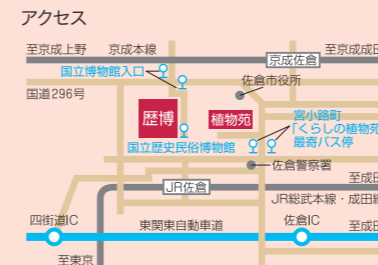 アクセス
至京成上野
京成本線
京成佐倉
至京成成田
国立博物館入口
佐倉市役所
国道296号
歴博
植物苑
宮小路町
「くらしの植物苑
最寄バス停
国立歴史民俗博物館
佐倉警察署
至成田
JR佐倉
JR総武本線・成田線
四街道IC
東関東自動車道
佐倉IC
至成田
至東京